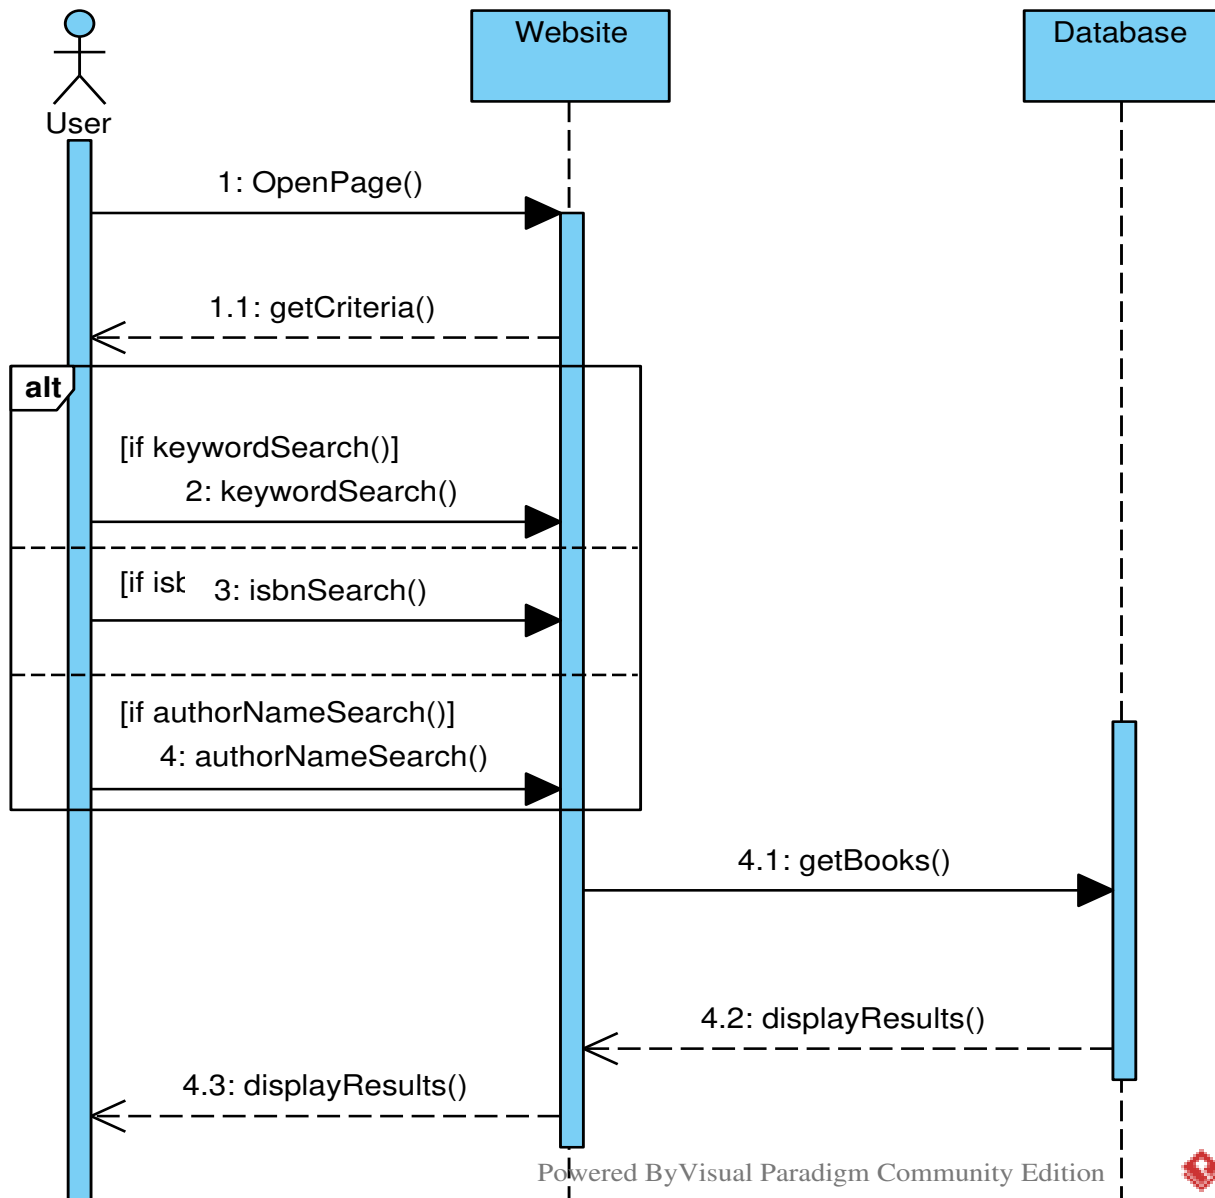 Website
Database
User
1: OpenPage()
1.1: getCriteria()
alt
[if keywordSearch()]
2: keywordSearch()
[if
3: isbnSearch()
[if authorNameSearch()]
4: authorNameSearch()
4.1: getBooks()
4.2: displayResults()
4.3: displayResults()
Powered ByVisual Paradigm Community Edition